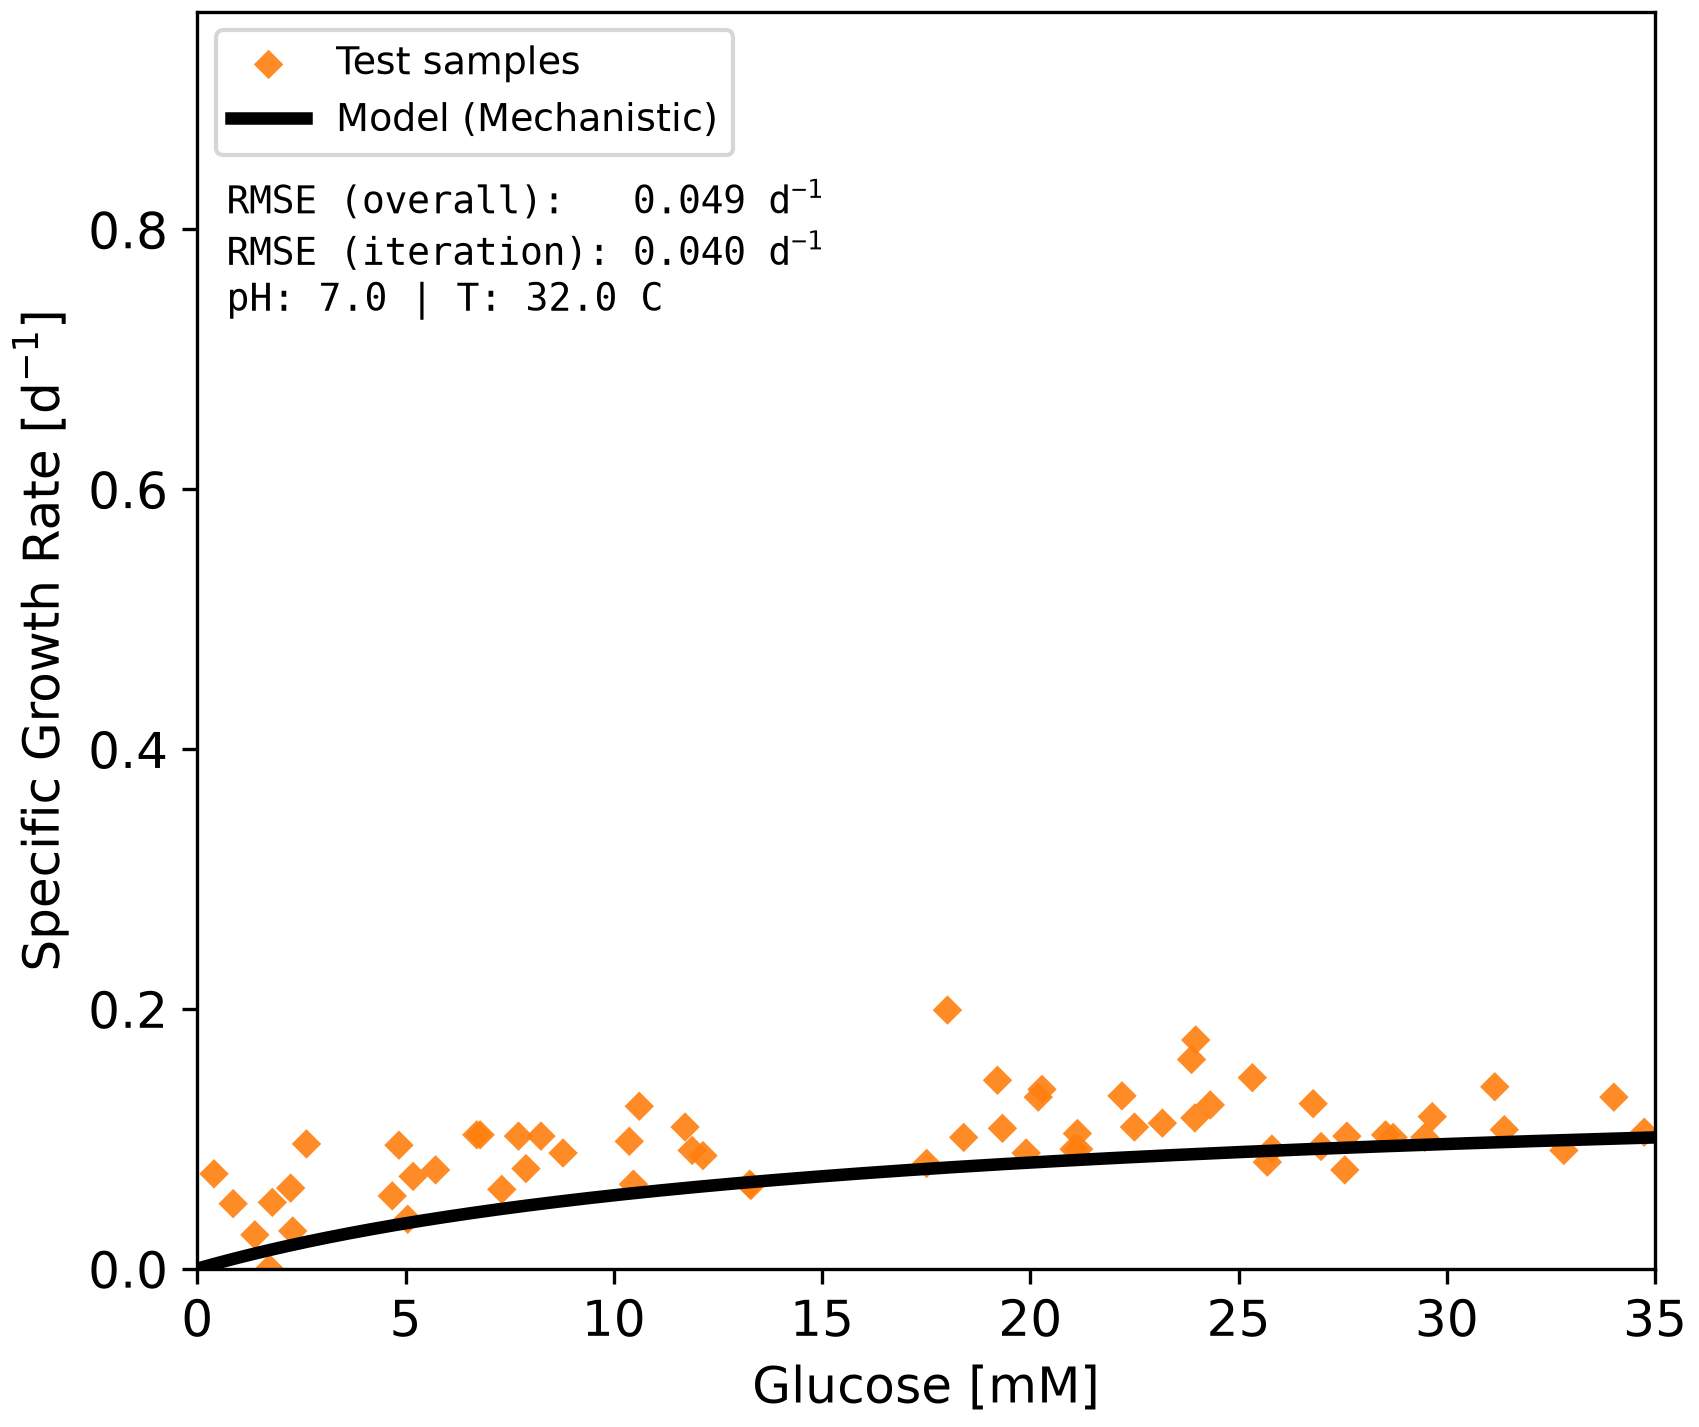 Test samples
Model (Mechanistic)
RMSE (overall):   0.049 d⁻¹
RMSE (iteration): 0.040 d⁻¹
pH: 7.0 | T: 32.0 C
Specific Growth Rate [d⁻¹]
0.8
0.6
0.4
0.2
0.0
0 5 10 15 20 25 30 35
Glucose [mM]